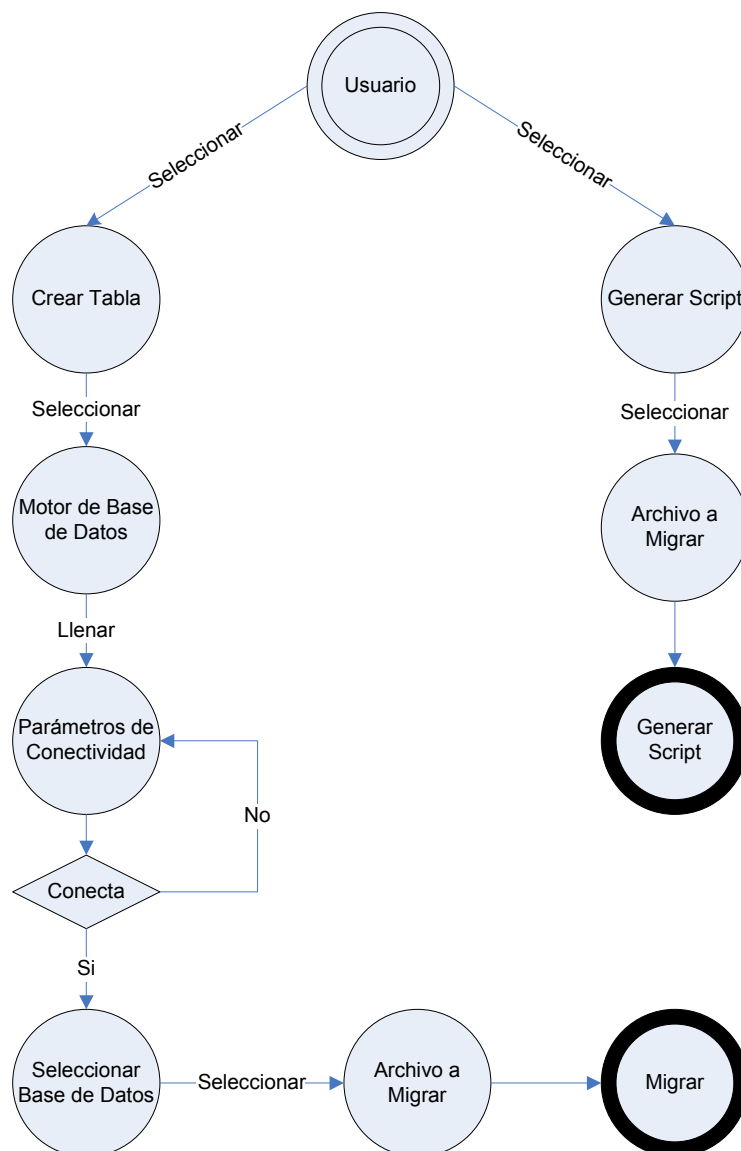 Usuario
Seleccionar
Seleccionar
Crear Tabla
Generar Script
Seleccionar
Seleccionar
Motor de Base
de Datos
Archivo a
Migrar
Llenar
Parámetros de
Conectividad
Generar
Script
No
Conecta
Si
Seleccionar
Base de Datos
Seleccionar
Archivo a
Migrar
Migrar